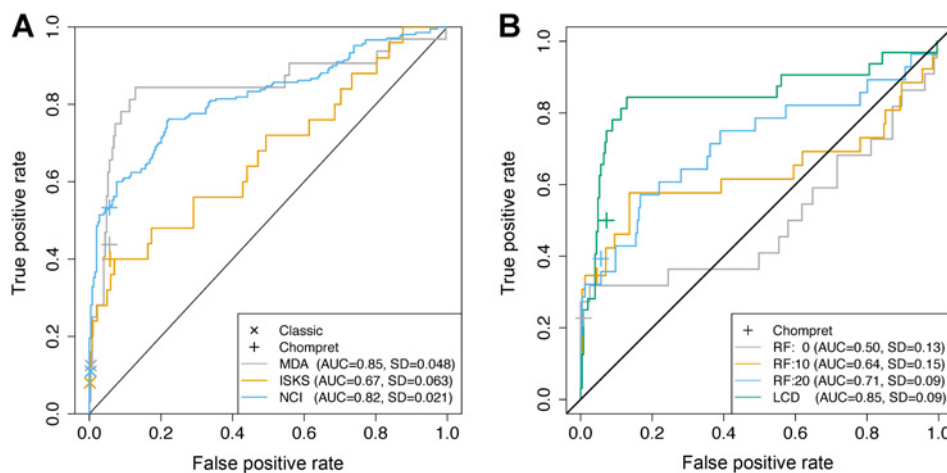 A
True positive rate
1.0
0.8
0.6
0.4
0.2
0.0
0.0 0.2 0.4 0.6 0.8 1.0
False positive rate
Classic
Chompret
MDA (AUC=0.85, SD=0.048)
ISKS (AUC=0.67, SD=0.063)
NCI (AUC=0.82, SD=0.021)
B
True positive rate
1.0
0.8
0.6
0.4
0.2
0.0
0.0 0.2 0.4 0.6 0.8 1.0
False positive rate
Chompret
RF: 0 (AUC=0.50, SD=0.13)
RF:10 (AUC=0.64, SD=0.15)
RF:20 (AUC=0.71, SD=0.09)
LCD (AUC=0.85, SD=0.09)